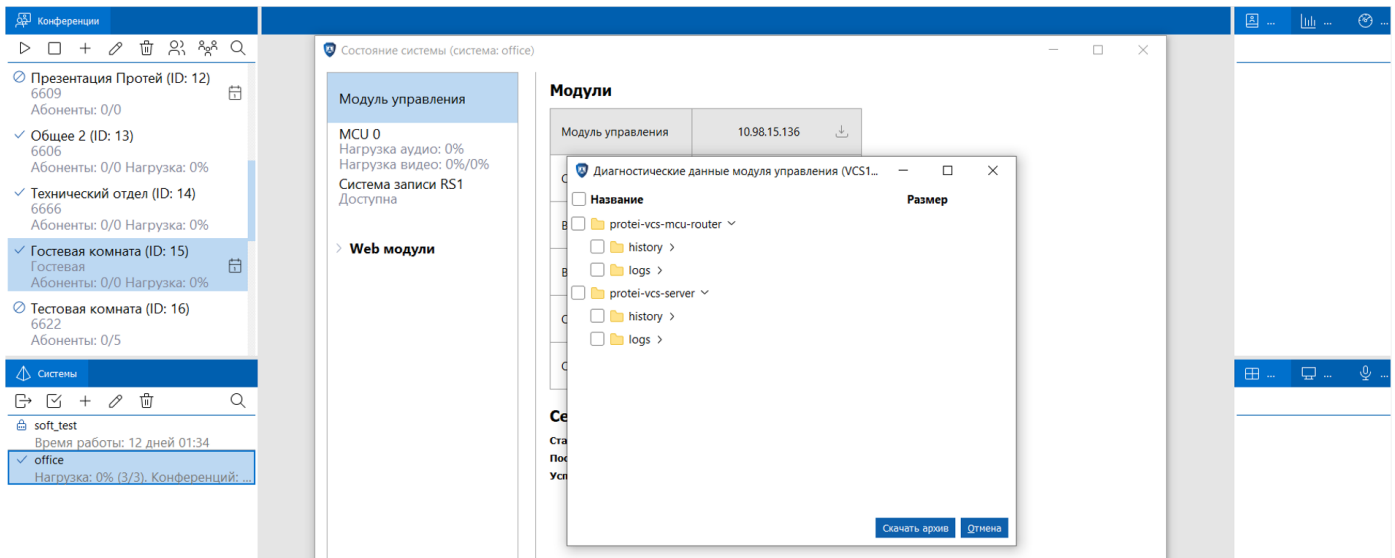 Конференции
Презентация Протей (ID: 12)
6609
Абоненты: 0/0
Общее 2 (ID: 13)
6606
Абоненты: 0/0 Нагрузка: 0%
Технический отдел (ID: 14)
6666
Абоненты: 0/0 Нагрузка: 0%
Гостевая комната (ID: 15)
Гостевая
Абоненты: 0/0 Нагрузка: 0%
Тестовая комната (ID: 16)
6622
Абоненты: 0/5
Системы
soft_test
Время работы: 12 дней 01:34
office
Нагрузка: 0% (3/3). Конференций: ...
Состояние системы (система: office)
Модуль управления
MCU 0
Нагрузка аудио: 0%
Нагрузка видео: 0%/0%
Система записи RS1
Доступна
Web модули
Модули
Модуль управления 10.98.15.136
С
В
В
С
С
Се
Ста
Пос
Усп
Диагностические данные модуля управления (VCS1...
Название Размер
protei-vcs-mcu-router
history
logs
protei-vcs-server
history
logs
Скачать архив Отмена
... ... ...
... ... ...